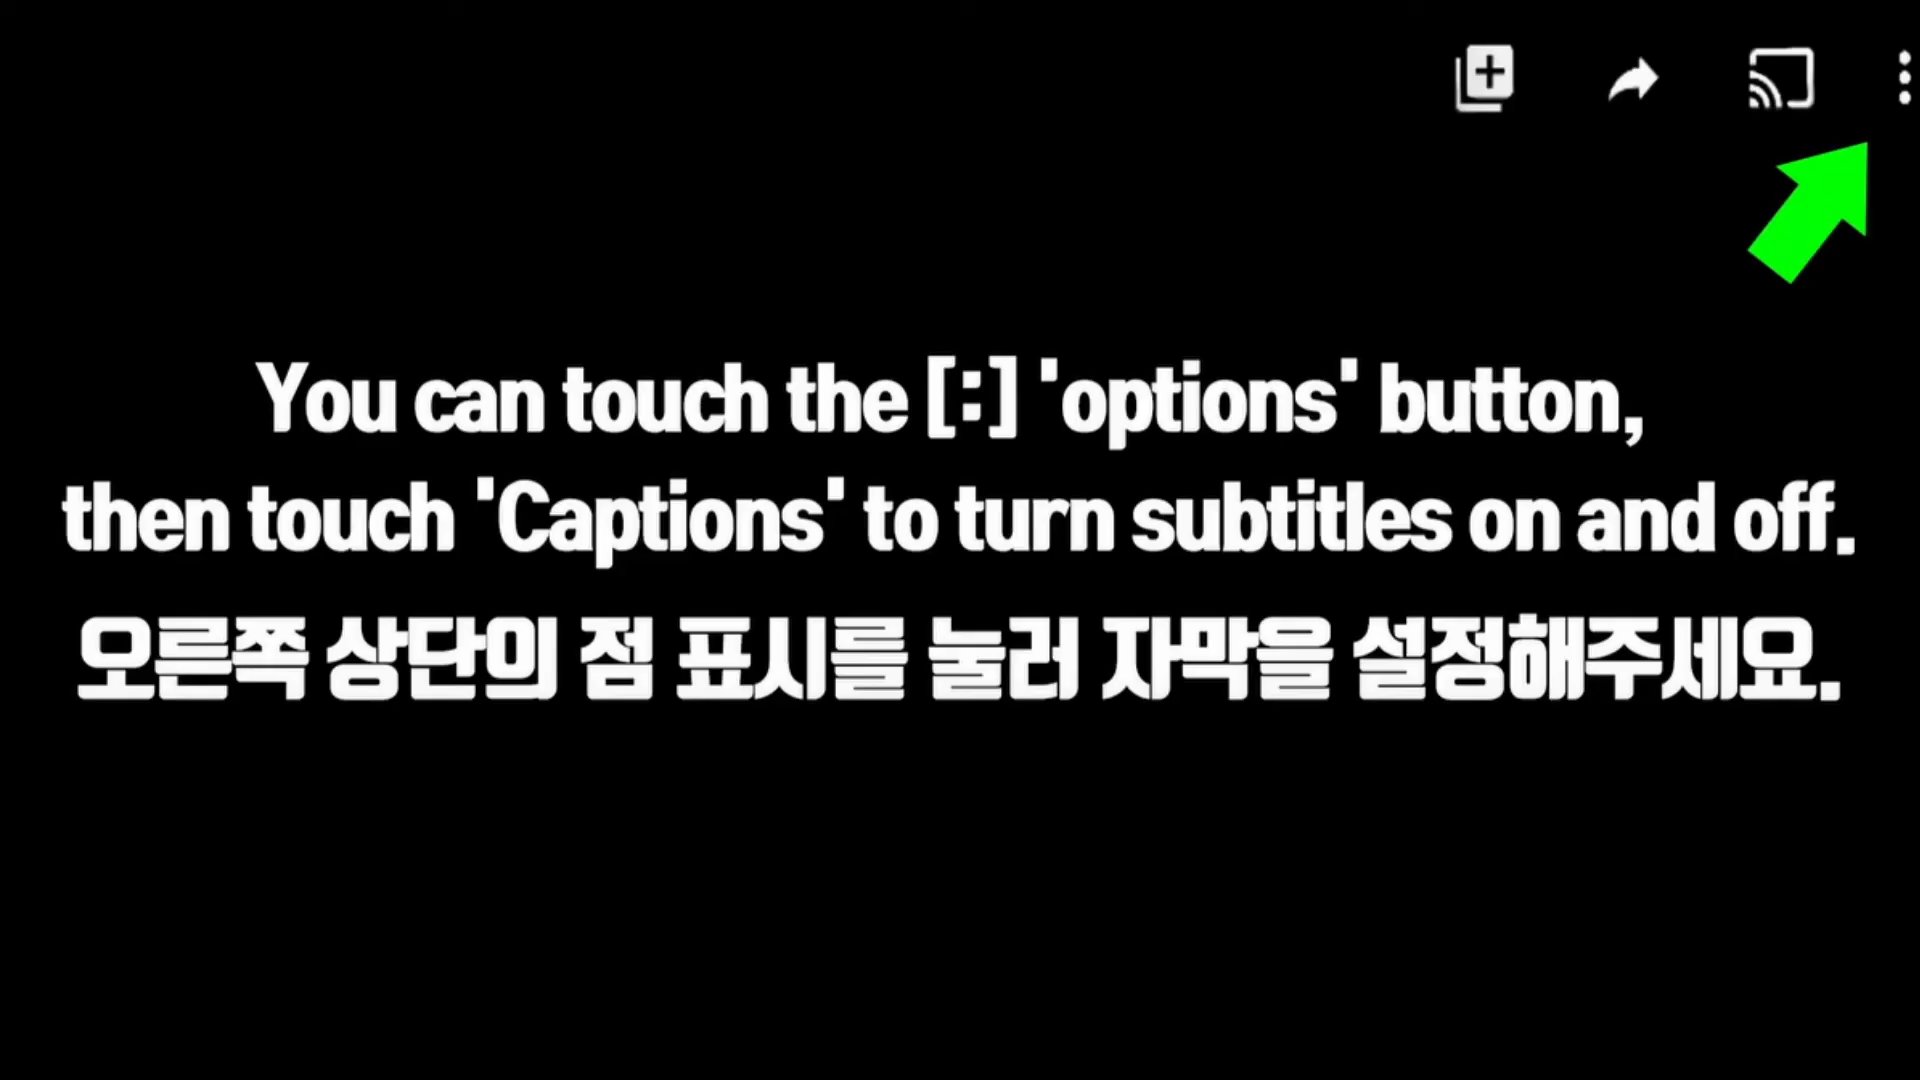 You can touch the [:] 'options' button,
then touch 'Captions' to turn subtitles on and off.
오른쪽 상단의 점 표시를 눌러 자막을 설정해주세요.